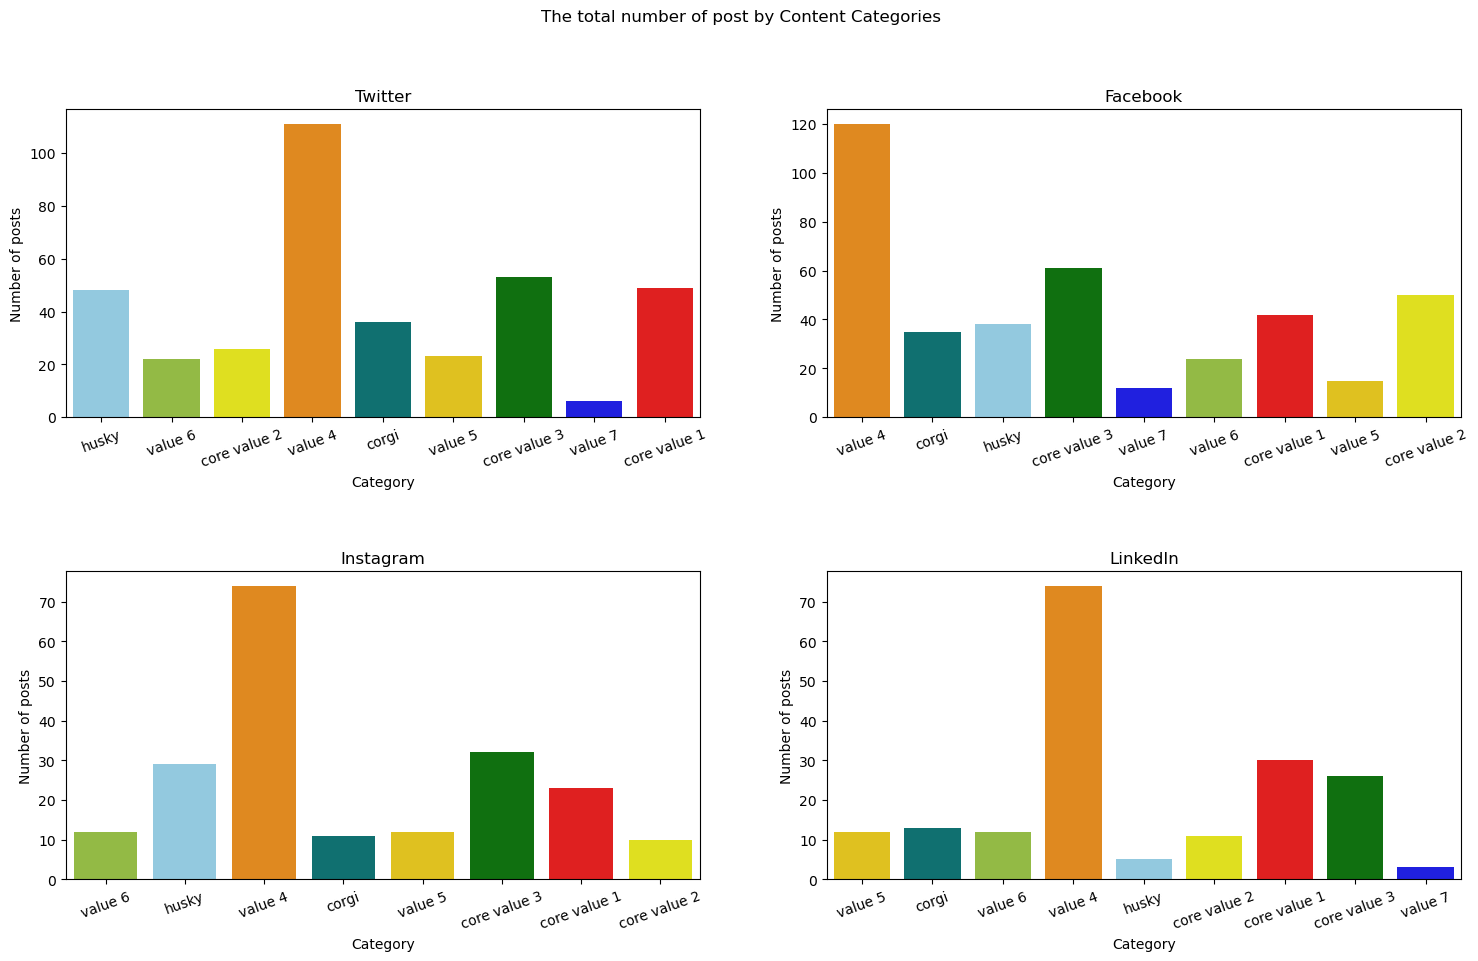 The total number of post by Content Categories
Twitter
Number of posts
100
80
60
40
20
0
husky value 6 core value 2 value 4 corgi value 5 core value 3 value 7 core value 1
Category
Facebook
Number of posts
120
100
80
60
40
20
0
value 4 corgi husky core value 3 value 7 value 6 core value 1 value 5 core value 2
Category
Instagram
Number of posts
70
60
50
40
30
20
10
0
value 6 husky value 4 corgi value 5 core value 3 core value 1 core value 2
Category
LinkedIn
Number of posts
70
60
50
40
30
20
10
0
value 5 corgi value 6 value 4 husky core value 2 core value 1 core value 3 value 7
Category